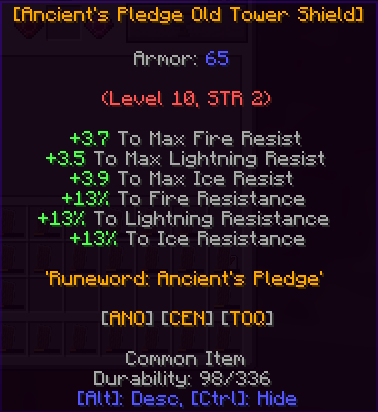 [Ancient's Pledge Old Tower Shield]
Armor: 65
(Level 10, STR 2)
+3.7 To Max Fire Resist
+3.5 To Max Lightning Resist
+3.9 To Max Ice Resist
+13% To Fire Resistance
+13% To Lightning Resistance
+13% To Ice Resistance
'Runeword: Ancient's Pledge'
[ANO] [CEN] [TOQ]
Common Item
Durability: 98/336
[Alt]: Desc, [Ctrl]: Hide